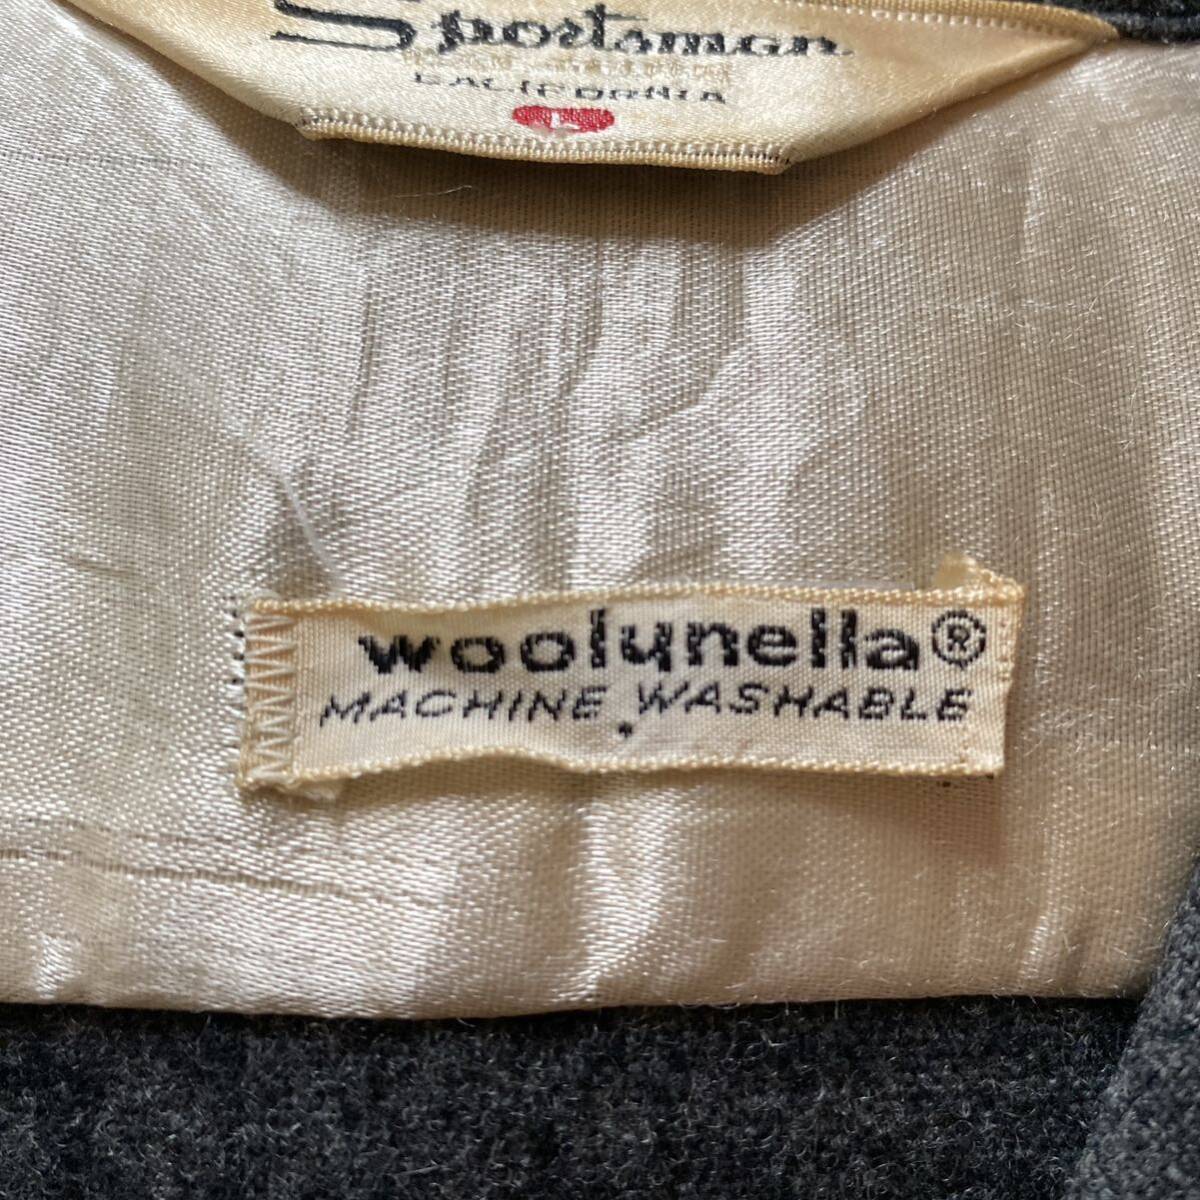 Sportsman
CALIFORNIA
L
woolynella®
MACHINE WASHABLE